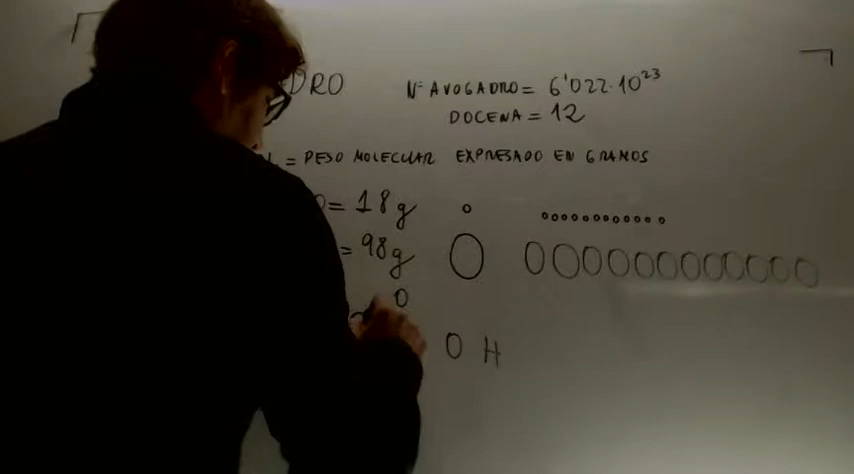 DRO
Nº AVOGADRO = 6'022·10²³
DOCENA = 12
= PESO MOLECULAR EXPRESADO EN GRAMOS
= 18g
= 98g
O
O H